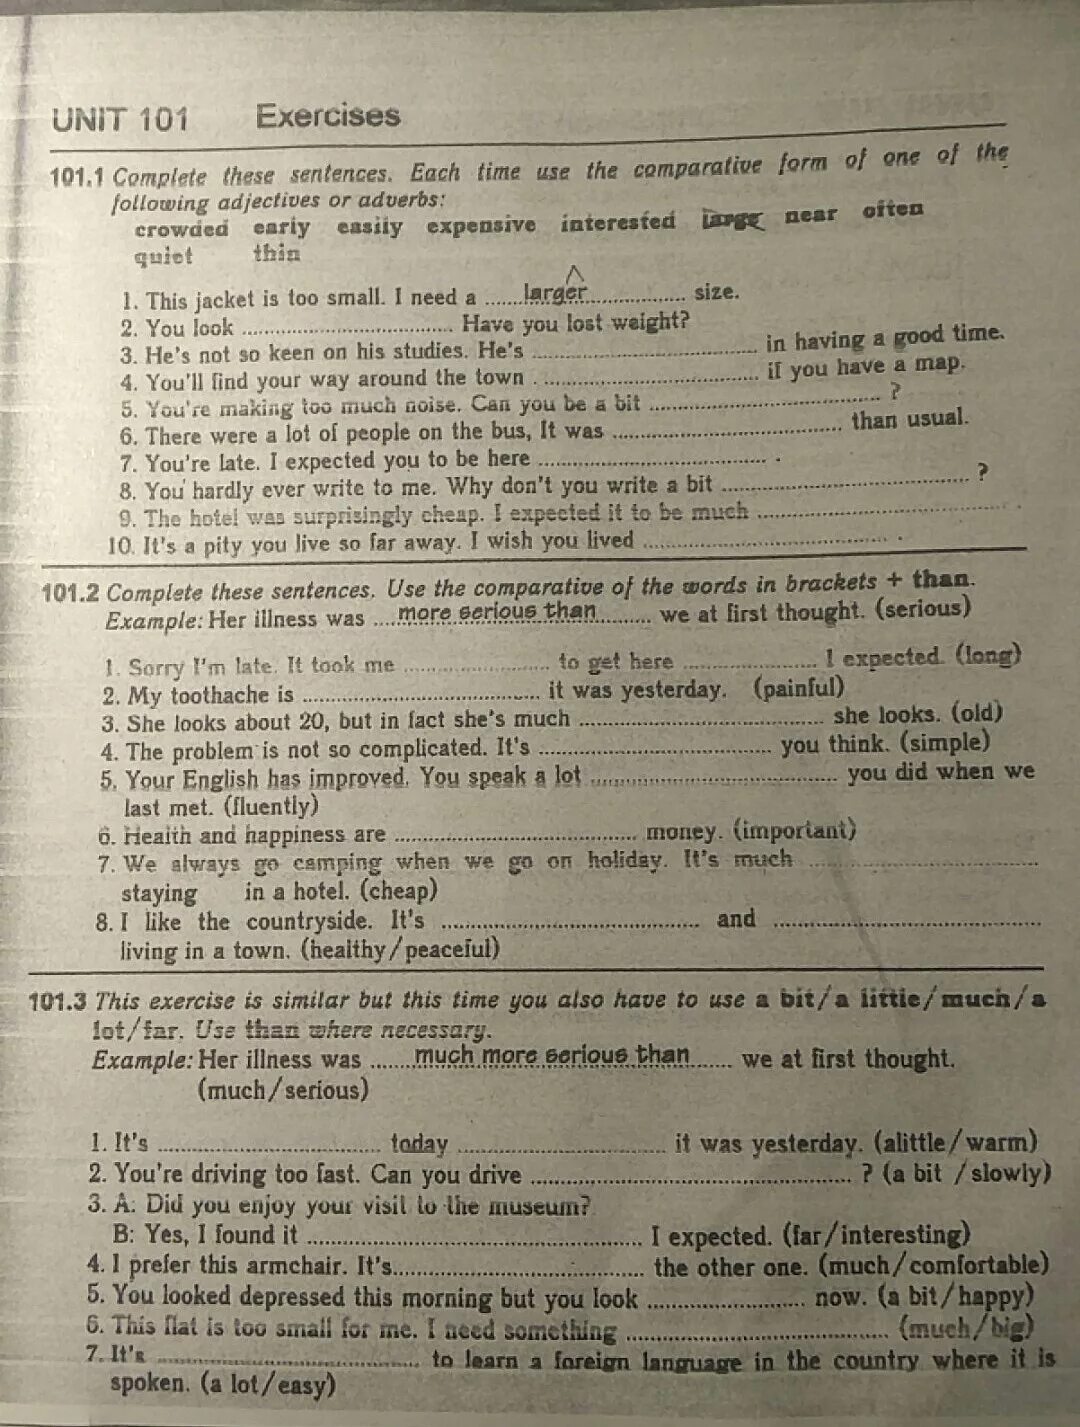 UNIT 101 Exercises
101.1 Complete these sentences. Each time use the comparative form of one of the
following adjectives or adverbs:
crowded early easily expensive interested large near often
quiet thin
1. This jacket is too small. I need a ......larger.............. size.
2. You look ................................. Have you lost weight?
3. He's not so keen on his studies. He's ................................... in having a good time.
4. You'll find your way around the town . .................................. if you have a map.
5. You're making too much noise. Can you be a bit .................................... ?
6. There were a lot of people on the bus, It was .................................... than usual.
7. You're late. I expected you to be here .................................... .
8. You hardly ever write to me. Why don't you write a bit ....................................... ?
9. The hotel was surprisingly cheap. I expected it to be much ........................................
10. It's a pity you live so far away. I wish you lived ...................................... .
101.2 Complete these sentences. Use the comparative of the words in brackets + than.
Example: Her illness was ....more serious than......... we at first thought. (serious)
1. Sorry I'm late. It took me ....................... to get here ..................... I expected. (long)
2. My toothache is ..................................... it was yesterday. (painful)
3. She looks about 20, but in fact she's much ....................................... she looks. (old)
4. The problem is not so complicated. It's ..................................... you think. (simple)
5. Your English has improved. You speak a lot ....................................... you did when we
last met. (fluently)
6. Health and happiness are ....................................... money. (important)
7. We always go camping when we go on holiday. It's much .....................................
staying in a hotel. (cheap)
8. I like the countryside. It's ......................................... and ...........................................
living in a town. (healthy/peaceful)
101.3 This exercise is similar but this time you also have to use a bit/a little/much/a
lot/far. Use than where necessary.
Example: Her illness was .......much more serious than....... we at first thought.
(much/serious)
1. It's ................................... today ................................. it was yesterday. (alittle/warm)
2. You're driving too fast. Can you drive ................................................... ? (a bit /slowly)
3. A: Did you enjoy your visit to the museum?
B: Yes, I found it ..................................................... I expected. (far/interesting)
4. I prefer this armchair. It's........................................ the other one. (much/comfortable)
5. You looked depressed this morning but you look ......................... now. (a bit/happy)
6. This flat is too small for me. I need something ......................................... (much/big)
7. It's ......................................... to learn a foreign language in the country where it is
spoken. (a lot/easy)